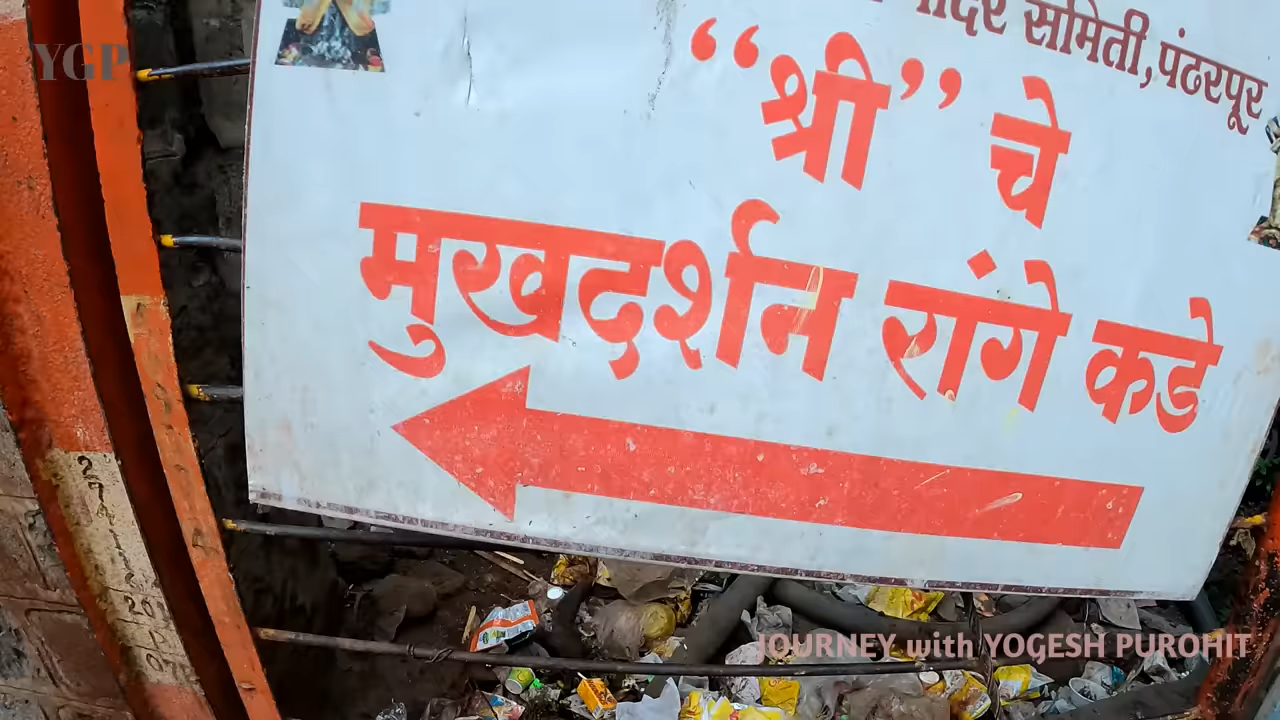 YGP
मंदिर समिती, पंढरपूर
“श्री” चे
मुखदर्शन रांगे कडे
JOURNEY with YOGESH PUROHIT